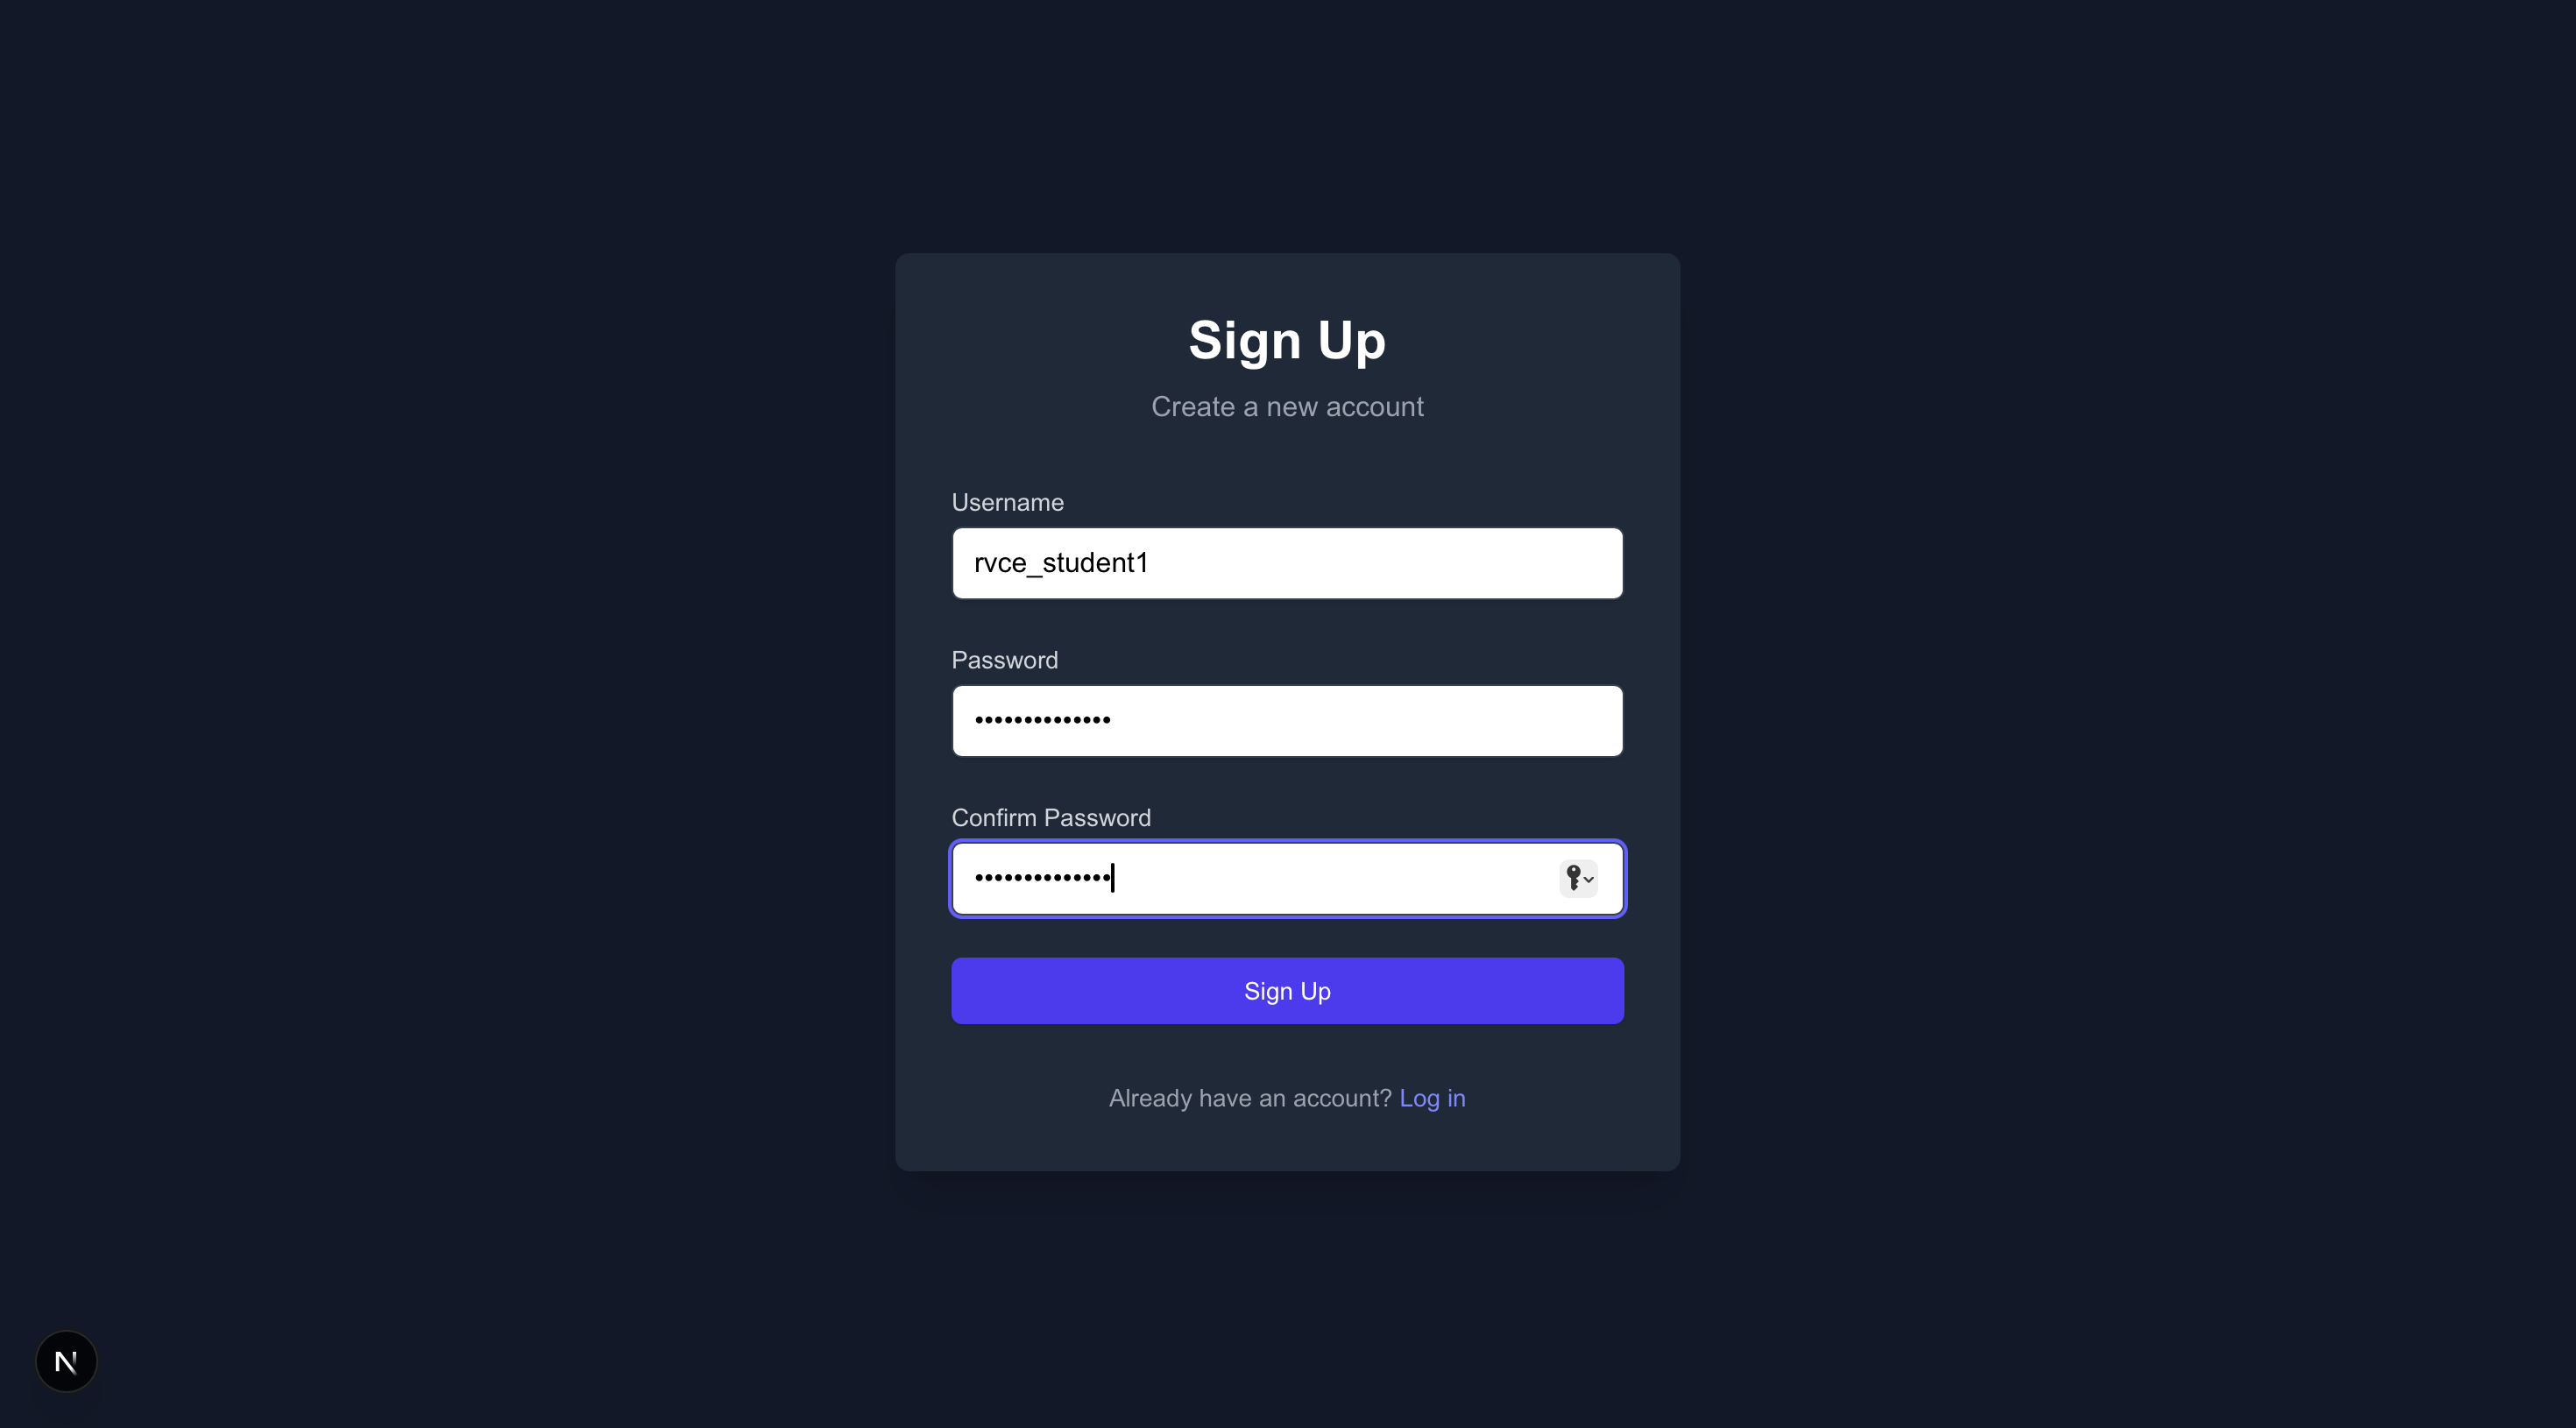 Sign Up
Create a new account
Username
rvce_student1
Password
••••••••••••••
Confirm Password
••••••••••••••
Sign Up
Already have an account? Log in
N